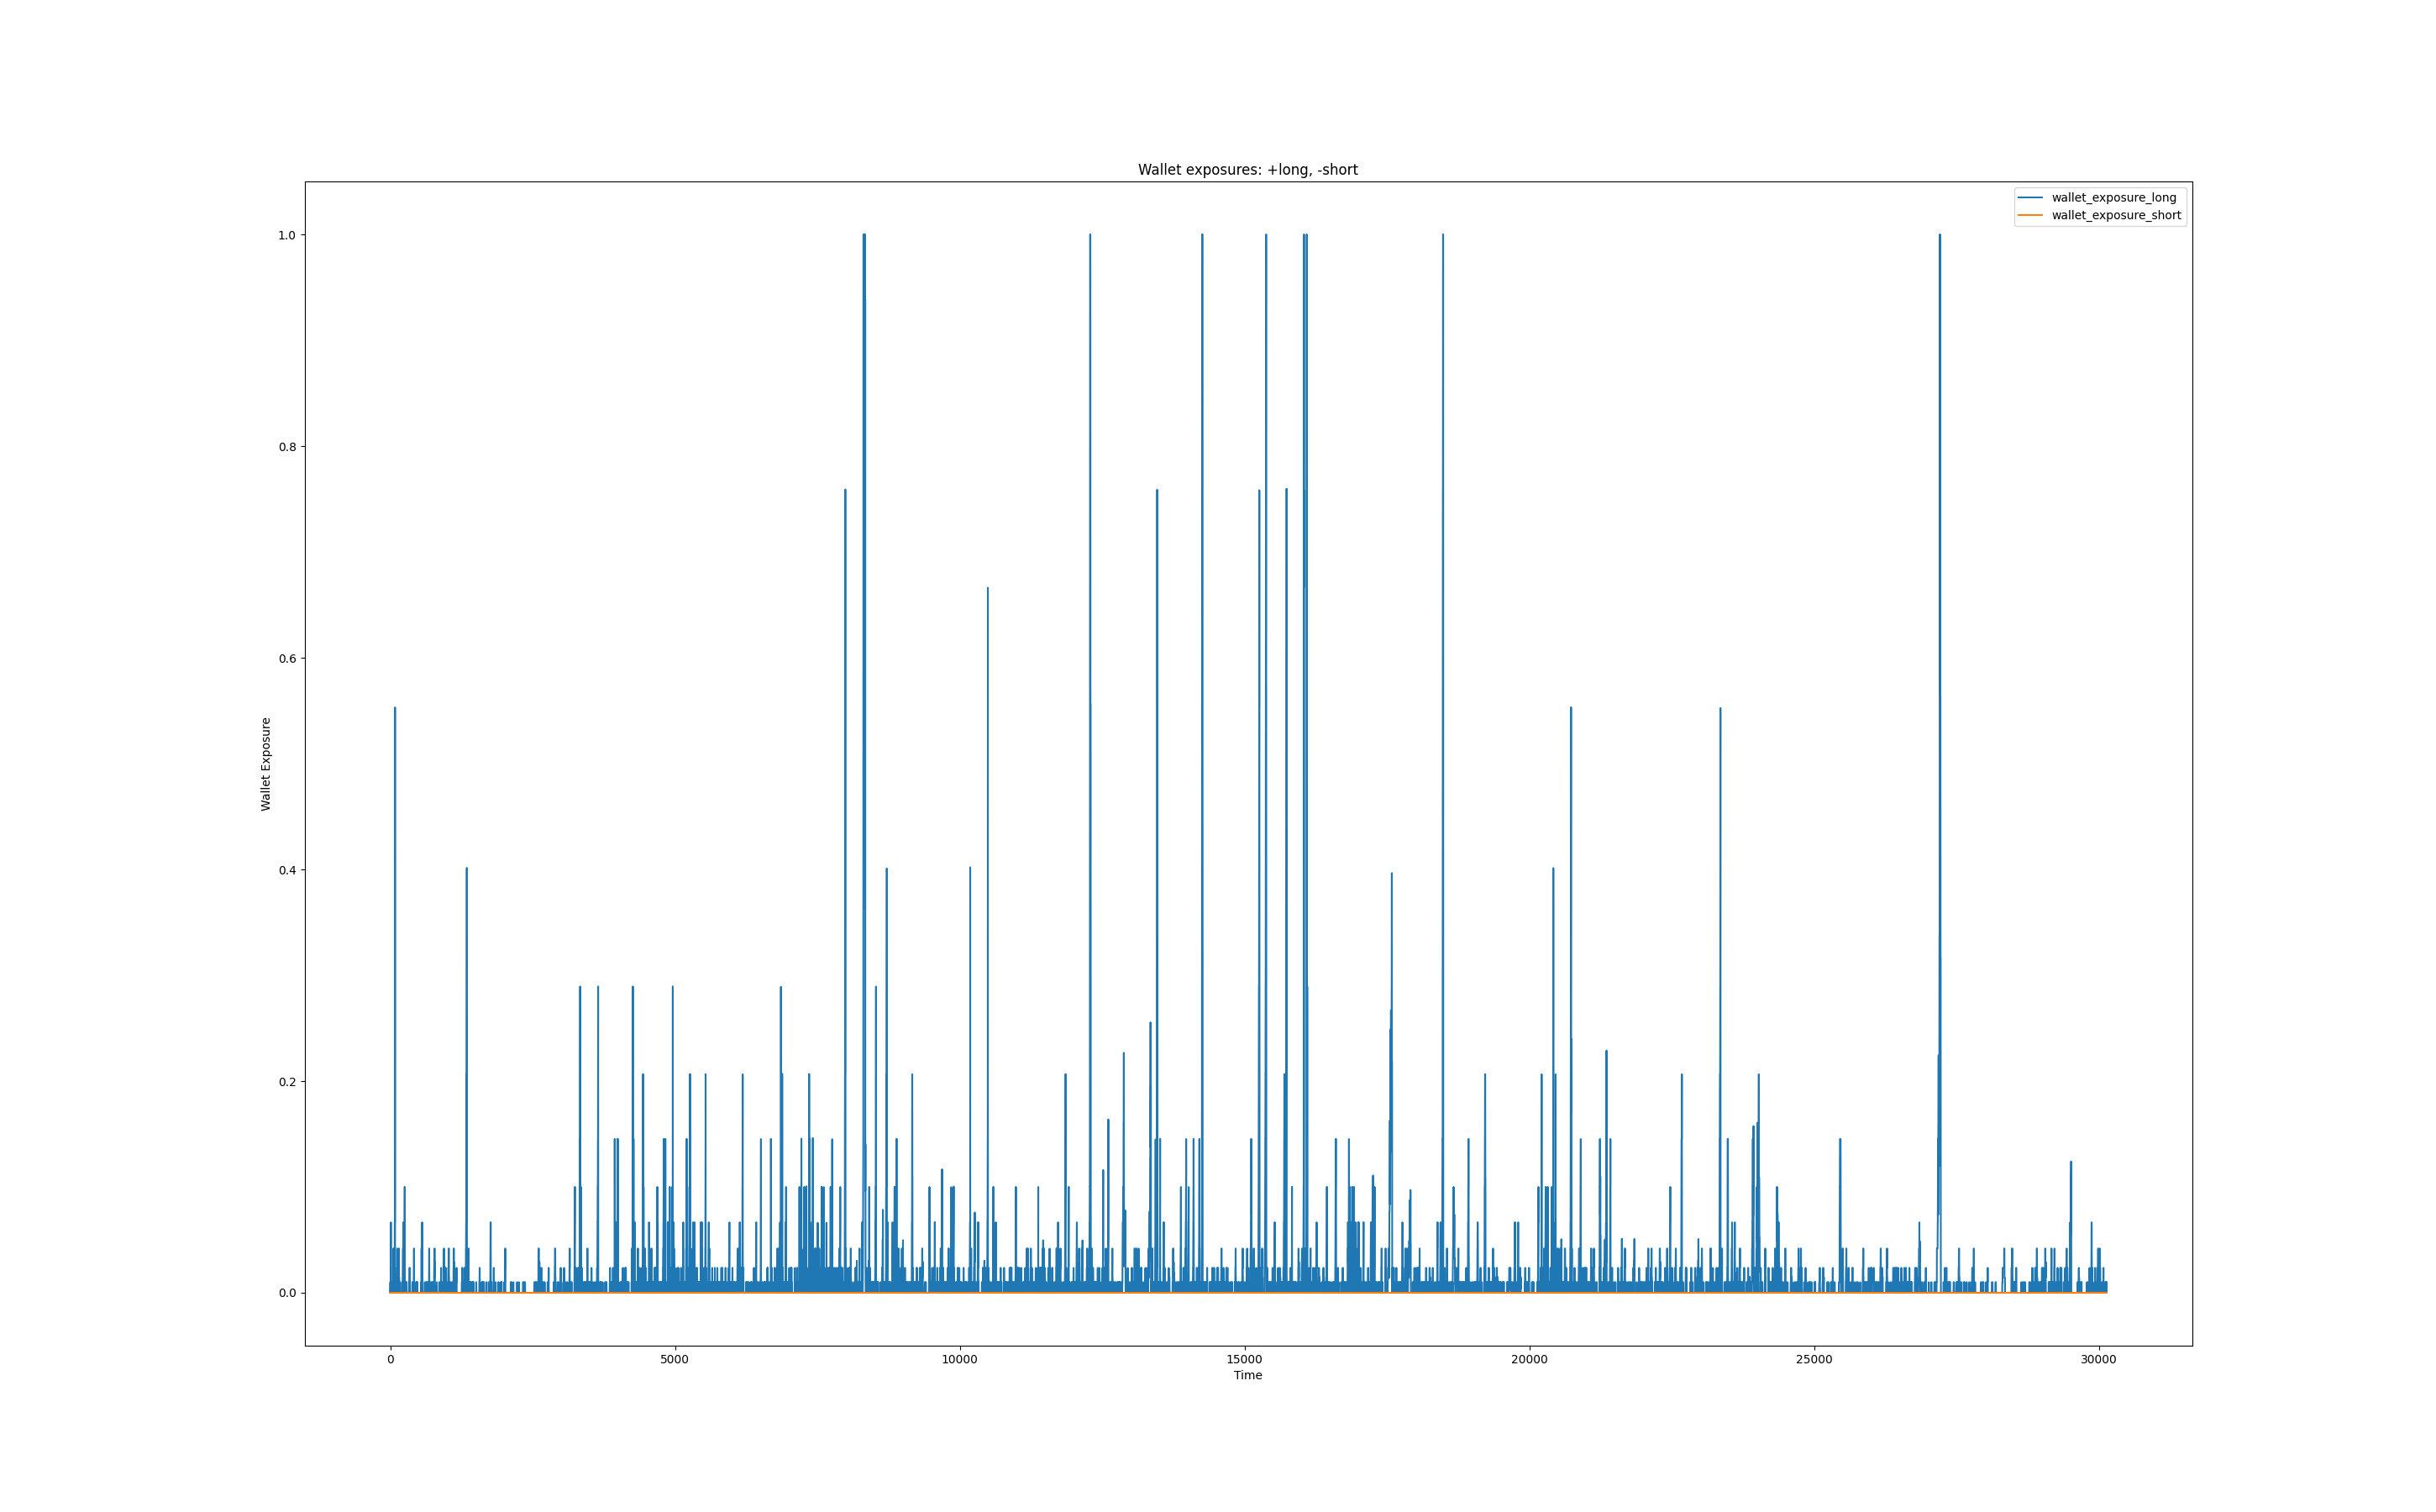 Wallet exposures: +long, -short
wallet_exposure_long
wallet_exposure_short
1.0
0.8
0.6
0.4
0.2
0.0
Wallet Exposure
0 5000 10000 15000 20000 25000 30000
Time